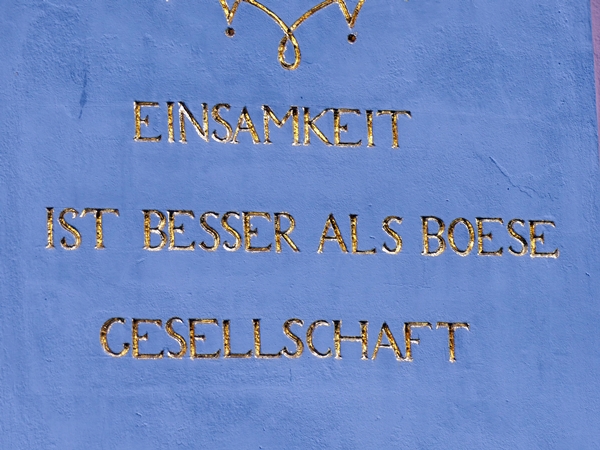 EINSAMKEIT
IST BESSER ALS BOESE
GESELLSCHAFT